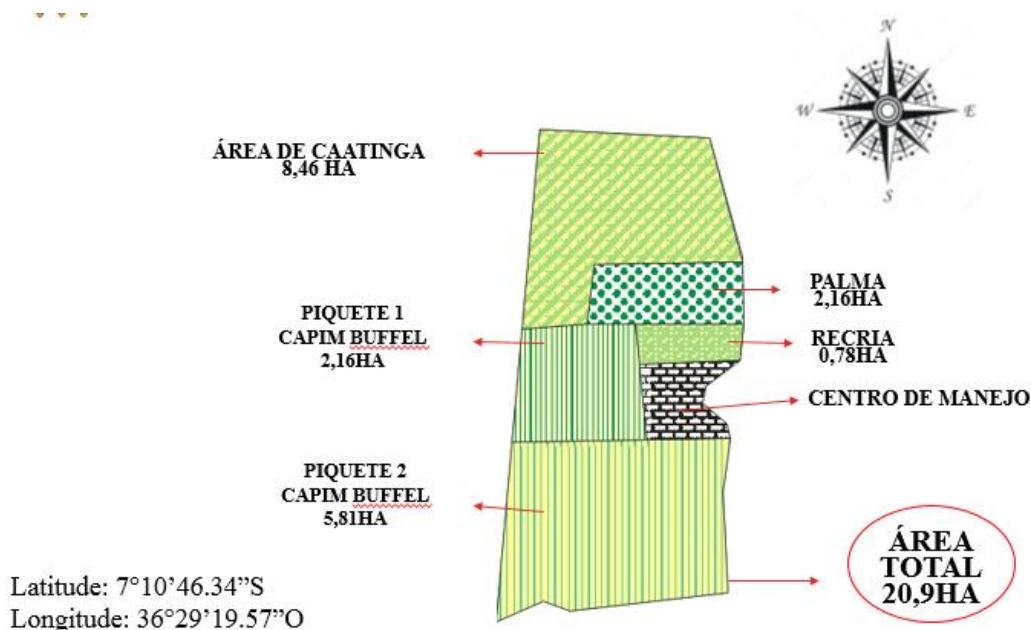 N
W
E
S
ÁREA DE CAATINGA
8,46 HA
PALMA
2,16HA
PIQUETE 1
CAPIM BUFFEL
2,16HA
RECRIA
0,78HA
CENTRO DE MANEJO
PIQUETE 2
CAPIM BUFFEL
5,81HA
ÁREA
TOTAL
20,9HA
Latitude: 7°10’46.34”S
Longitude: 36°29’19.57”O